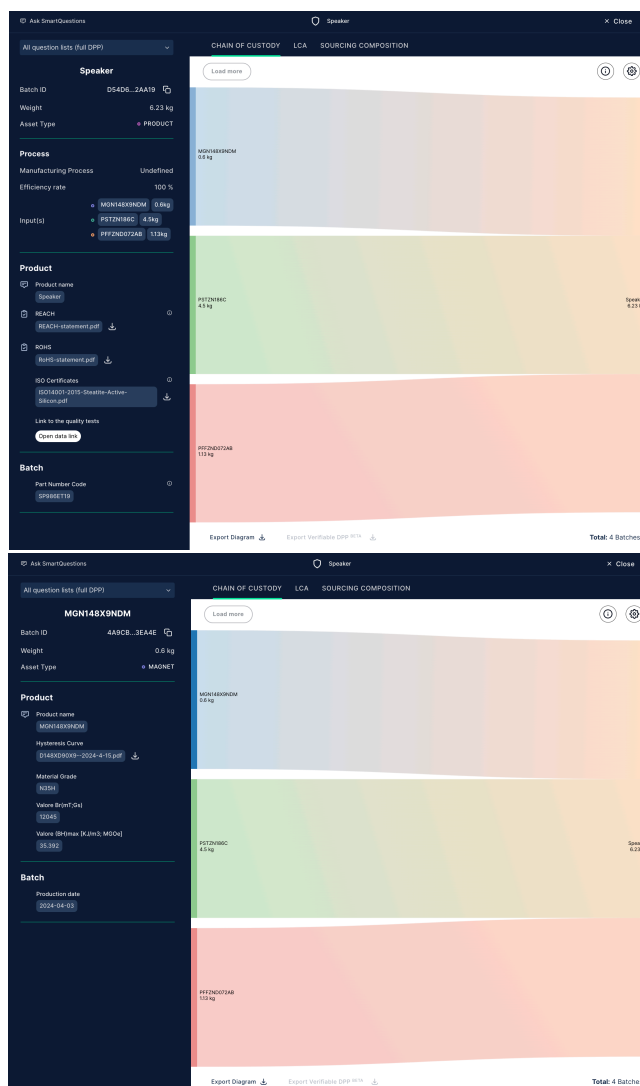 Ask SmartQuestions
Speaker
× Close
All question lists (full DPP)
CHAIN OF CUSTODY LCA SOURCING COMPOSITION
Speaker
Load more
Batch ID D54D6...2AA19
Weight 6.23 kg
Asset Type PRODUCT
Process
Manufacturing Process Undefined
Efficiency rate 100 %
Input(s)
MGN148X9NDM 0.6kg
PSTZN186C 4.5kg
PFFZND072AB 1.13kg
Product
Product name
Speaker
REACH
REACH-statement.pdf
ROHS
RoHS-statement.pdf
ISO Certificates
ISO14001-2015-Steatite-Active-
Silicon.pdf
Link to the quality tests
Open data link
Batch
Part Number Code
SP986ET19
MGN148X9NDM
0.6 kg
PSTZN186C
4.5 kg
PFFZND072AB
1.13 kg
6.23
Export Diagram
Export Verifiable DPP BETA
Total: 4 Batches
Ask SmartQuestions
Speaker
× Close
All question lists (full DPP)
CHAIN OF CUSTODY LCA SOURCING COMPOSITION
MGN148X9NDM
Load more
Batch ID 4A9CB...3EA4E
Weight 0.6 kg
Asset Type MAGNET
Product
Product name
MGN148X9NDM
Hysteresis Curve
D148XD90X9--2024-4-15.pdf
Material Grade
N35H
Valore Br(mT;Gs)
12045
Valore (BH)max [KJ/m3; MGOe]
35.392
Batch
Production date
2024-04-03
MGN148X9NDM
0.6 kg
PSTZN186C
4.5 kg
PFFZND072AB
1.13 kg
6.23
Export Diagram
Export Verifiable DPP BETA
Total: 4 Batche